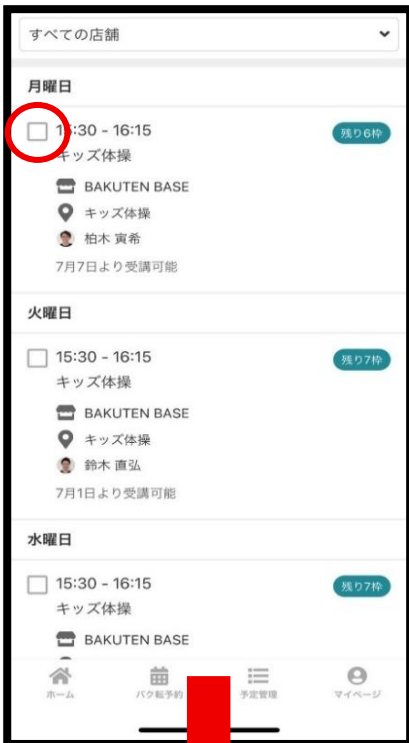 すべての店舗
月曜日
15:30 - 16:15
残り6枠
キッズ体操
BAKUTEN BASE
キッズ体操
柏木 寅希
7月7日より受講可能
火曜日
15:30 - 16:15
残り7枠
キッズ体操
BAKUTEN BASE
キッズ体操
鈴木 直弘
7月1日より受講可能
水曜日
15:30 - 16:15
残り7枠
キッズ体操
BAKUTEN BASE
ホーム
バク転予約
予定管理
マイページ